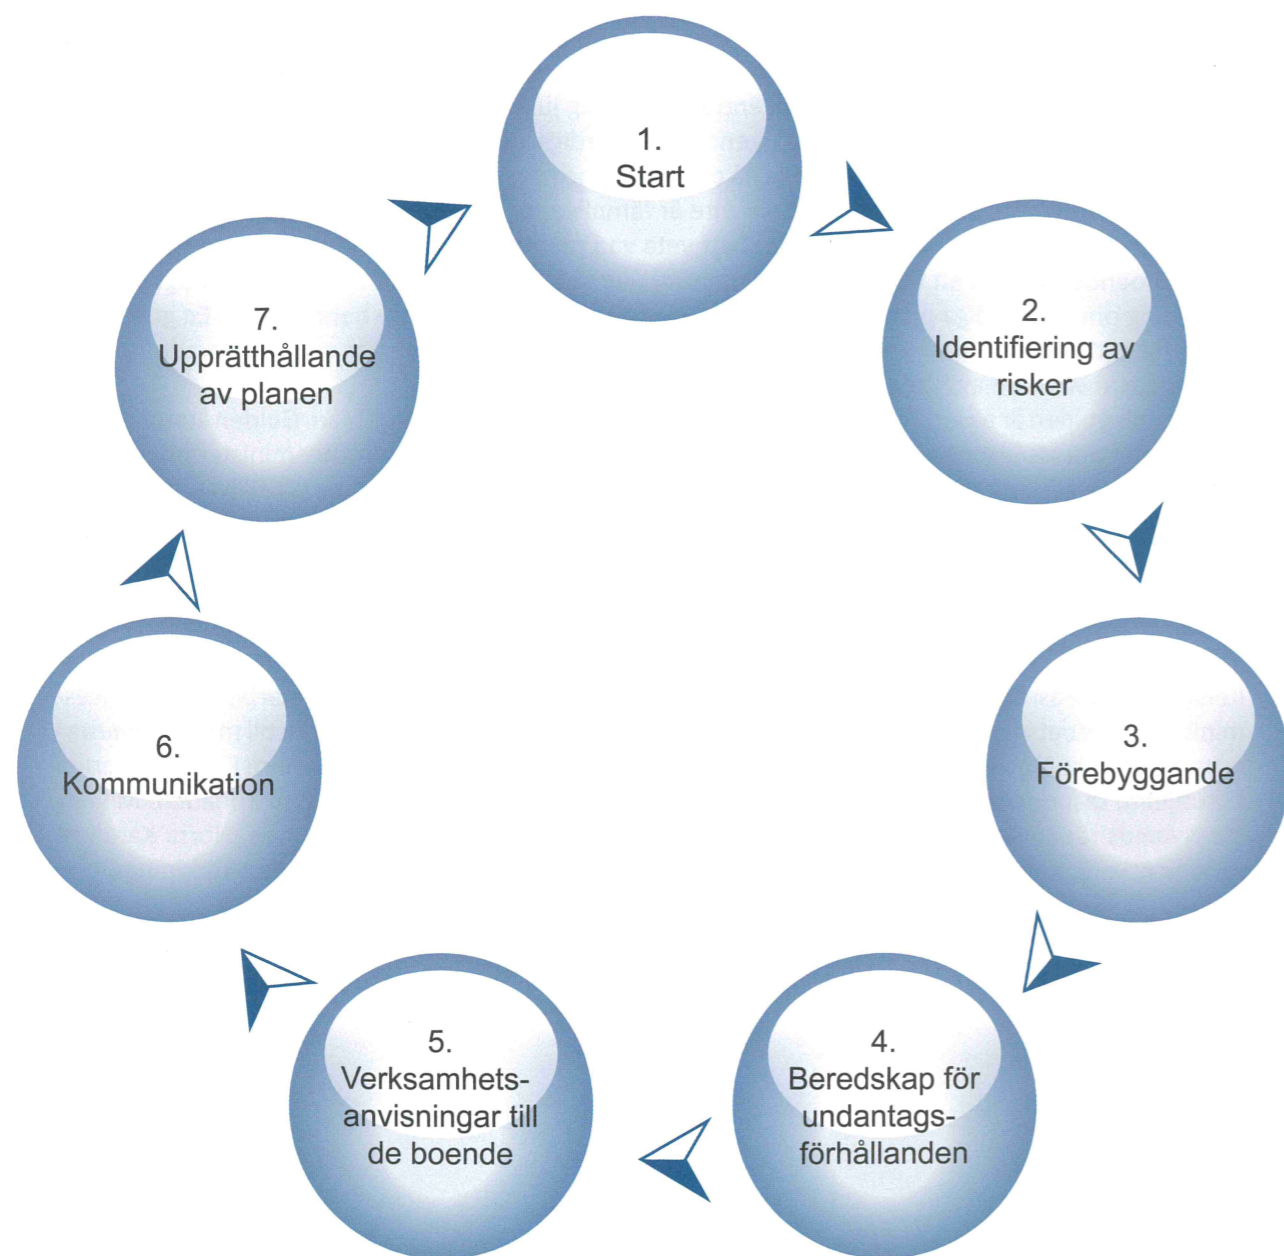 1.
Start
2.
Identifiering av
risker
3.
Förebyggande
4.
Beredskap för
undantags-
förhållanden
5.
Verksamhets-
anvisningar till
de boende
6.
Kommunikation
7.
Upprätthållande
av planen